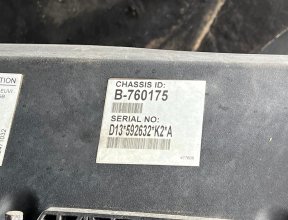 CHASSIS ID:
B-760175
SERIAL NO:
D13*592632*K2*A